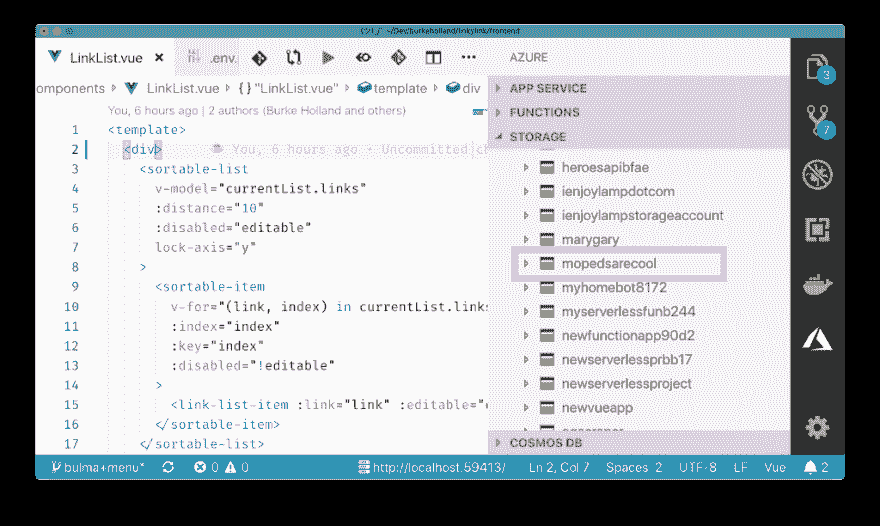 ~/Dev/burkeholland/linkylink/frontend
LinkList.vue × .env.
omponents LinkList.vue {} "LinkList.vue" template div
You, 6 hours ago | 2 authors (Burke Holland and others)
1 <template>
2 <div> You, 6 hours ago • Uncommitted
3 <sortable-list
4 v-model="currentList.links"
5 :distance="10"
6 :disabled="editable"
7 lock-axis="y"
8 >
9 <sortable-item
10 v-for="(link, index) in currentList.links
11 :index="index"
12 :key="index"
13 :disabled="!editable"
14 >
15 <link-list-item :link="link" :editable="
16 </sortable-item>
17 </sortable-list>
AZURE
APP SERVICE
FUNCTIONS
STORAGE
heroesapibfae
ienjoylampdotcom
ienjoylampstorageaccount
marygary
mopedsarecool
myhomebot8172
myserverlessfunb244
newfunctionapp90d2
newserverlessprbb17
newserverlessproject
newvueapp
COSMOS DB
3
7
bulma+menu* 0 0 http://localhost:59413/ Ln 2, Col 7 Spaces 2 UTF-8 LF Vue 2